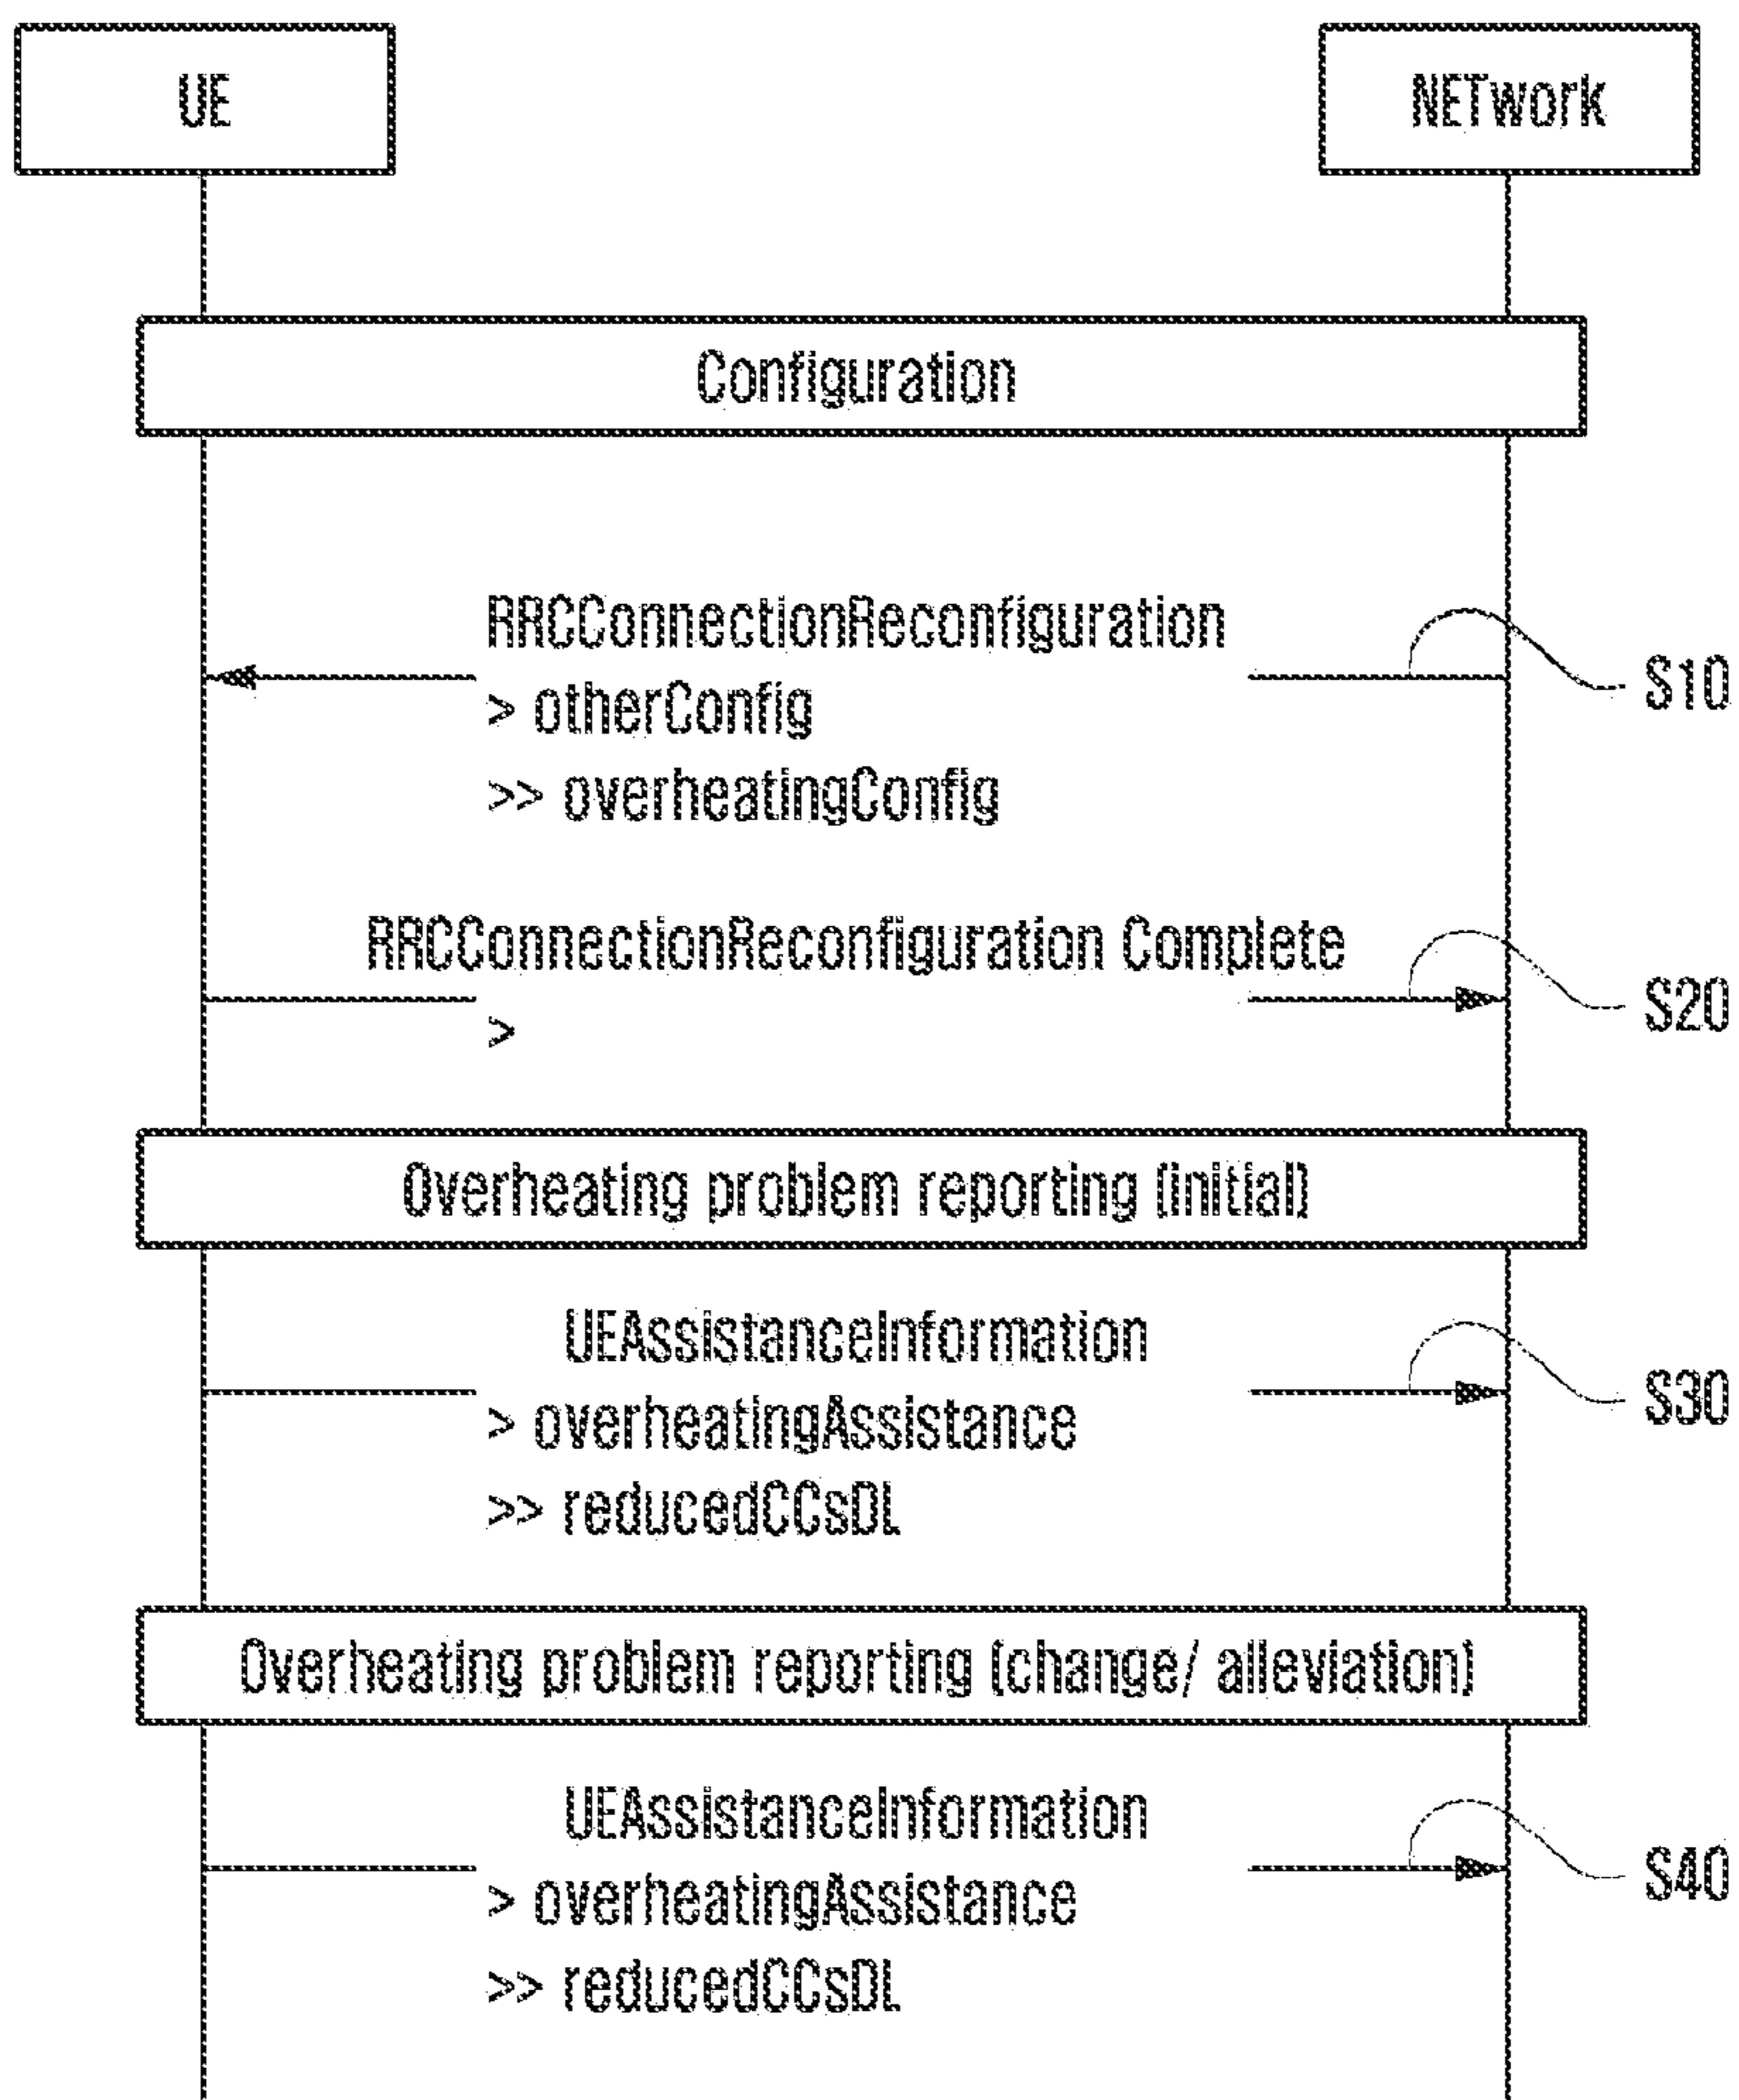 UE
NETwork
Configuration
RRCConnectionReconfiguration
> otherConfig
>> overheatingConfig
S10
RRCConnectionReconfiguration Complete
>
S20
Overheating problem reporting (initial)
UEAssistanceInformation
> overheatingAssistance
>> reducedCCsDL
S30
Overheating problem reporting (change/ alleviation)
UEAssistanceInformation
> overheatingAssistance
>> reducedCCsDL
S40